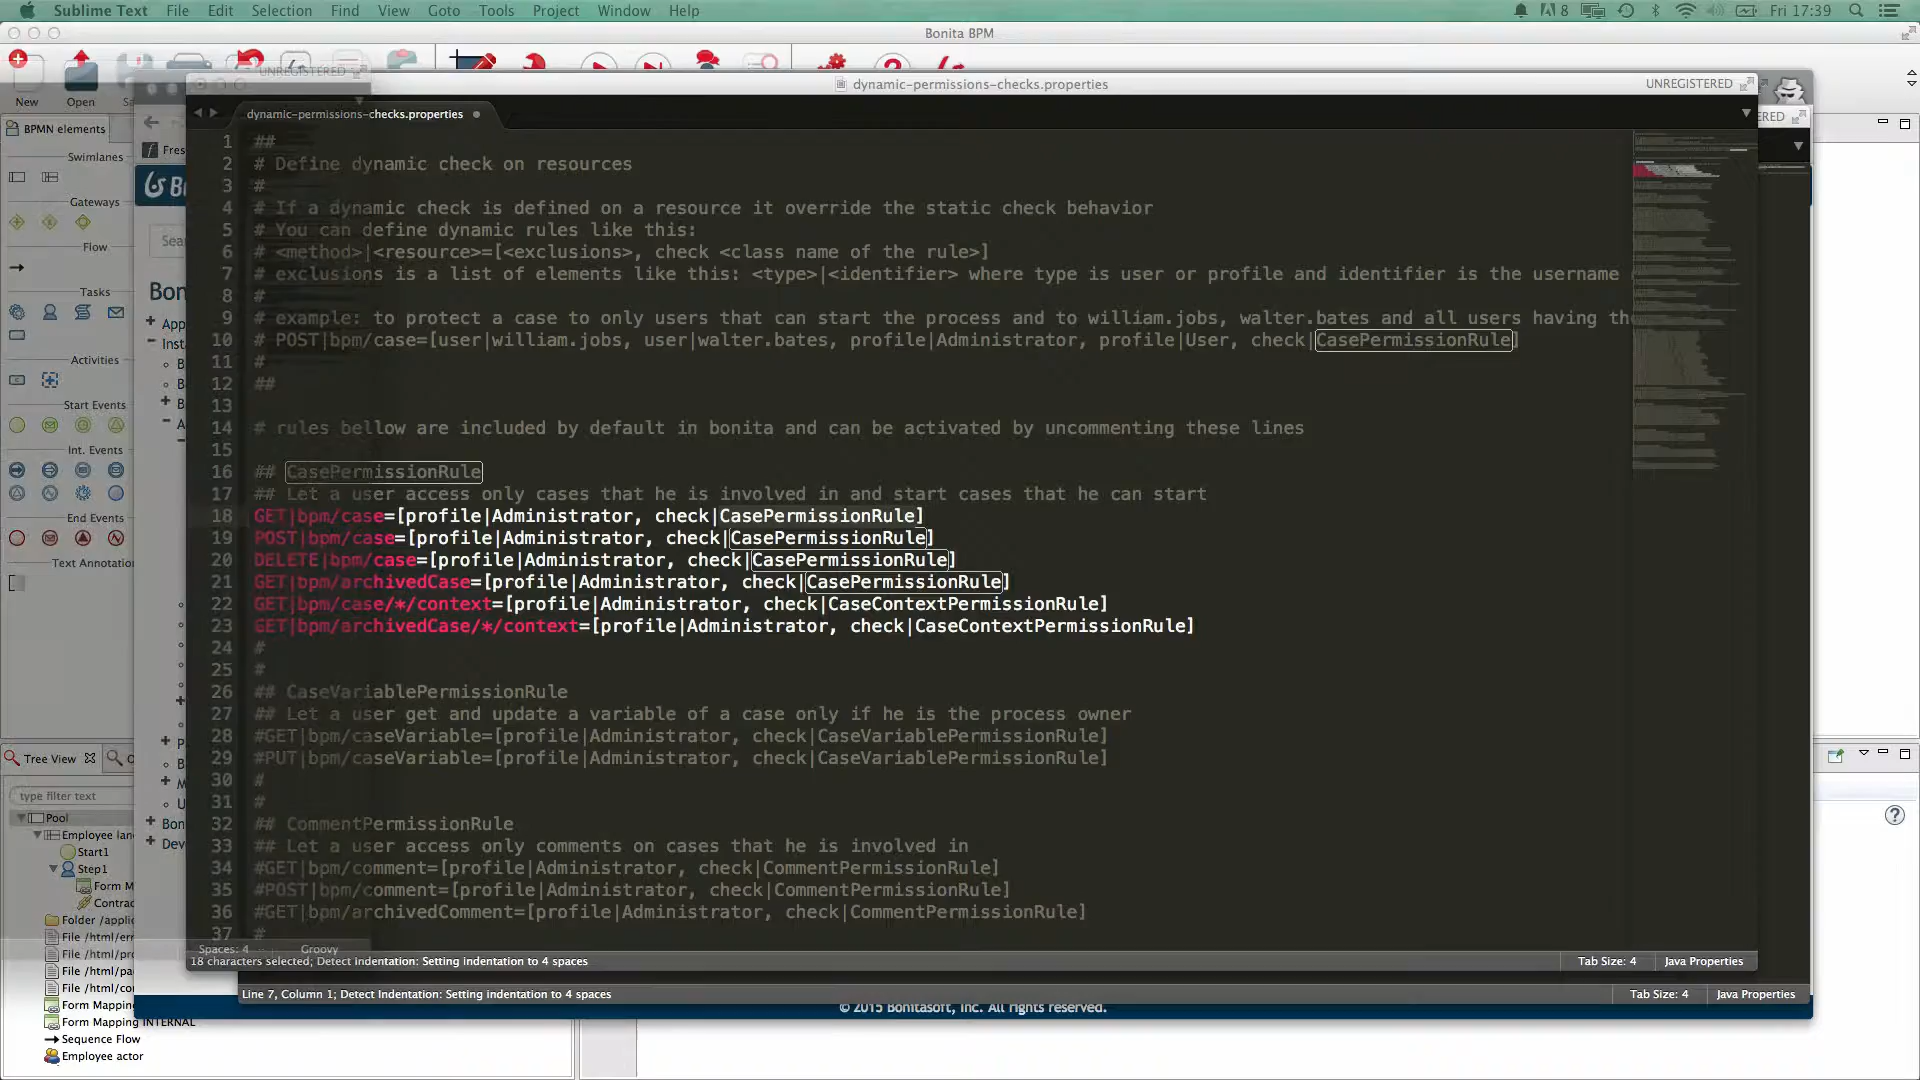 Sublime Text File Edit Selection Find View Goto Tools Project Window Help
8 Fri 17:39
Bonita BPM
New Open
UNREGISTERED
dynamic-permissions-checks.properties UNREGISTERED
dynamic-permissions-checks.properties
BPMN elements
Swimlanes
Gateways
Flow
Tasks
Activities
Start Events
Int. Events
End Events
Text Annotation
1 ##
2 # Define dynamic check on resources
3 #
4 # If a dynamic check is defined on a resource it override the static check behavior
5 # You can define dynamic rules like this:
6 # <method>|<resource>=[<exclusions>, check <class name of the rule>]
7 # exclusions is a list of elements like this: <type>|<identifier> where type is user or profile and identifier is the username
8 #
9 # example: to protect a case to only users that can start the process and to william.jobs, walter.bates and all users having the
10 # POST|bpm/case=[user|william.jobs, user|walter.bates, profile|Administrator, profile|User, check|CasePermissionRule]
11 #
12 ##
13
14 # rules bellow are included by default in bonita and can be activated by uncommenting these lines
15
16 ## CasePermissionRule
17 ## Let a user access only cases that he is involved in and start cases that he can start
18 GET|bpm/case=[profile|Administrator, check|CasePermissionRule]
19 POST|bpm/case=[profile|Administrator, check|CasePermissionRule]
20 DELETE|bpm/case=[profile|Administrator, check|CasePermissionRule]
21 GET|bpm/archivedCase=[profile|Administrator, check|CasePermissionRule]
22 GET|bpm/case/*/context=[profile|Administrator, check|CaseContextPermissionRule]
23 GET|bpm/archivedCase/*/context=[profile|Administrator, check|CaseContextPermissionRule]
24 #
25 #
26 ## CaseVariablePermissionRule
27 ## Let a user get and update a variable of a case only if he is the process owner
28 #GET|bpm/caseVariable=[profile|Administrator, check|CaseVariablePermissionRule]
29 #PUT|bpm/caseVariable=[profile|Administrator, check|CaseVariablePermissionRule]
30 #
31 #
32 ## CommentPermissionRule
33 ## Let a user access only comments on cases that he is involved in
34 #GET|bpm/comment=[profile|Administrator, check|CommentPermissionRule]
35 #POST|bpm/comment=[profile|Administrator, check|CommentPermissionRule]
36 #GET|bpm/archivedComment=[profile|Administrator, check|CommentPermissionRule]
37 #
Tree View
type filter text
Pool
Employee lan
Start1
Step1
Form M
Contrac
Folder /applic
File /html/err
File /html/pro
File /html/pa
File /html/co
Form Mapping
Form Mapping INTERNAL
Sequence Flow
Employee actor
Spaces: 4 Groovy
18 characters selected; Detect Indentation: Setting indentation to 4 spaces Tab Size: 4 Java Properties
Line 7, Column 1; Detect Indentation: Setting indentation to 4 spaces Tab Size: 4 Java Properties
© 2015 Bonitasoft, Inc. All rights reserved.